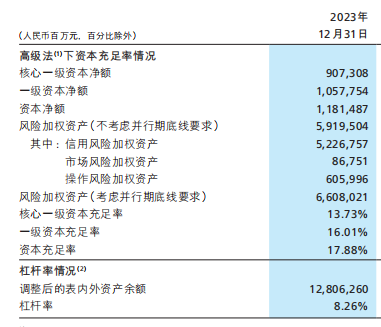 2023年
(人民币百万元，百分比除外) 12月31日
高级法(1)下资本充足率情况
核心一级资本净额 907,308
一级资本净额 1,057,754
资本净额 1,181,487
风险加权资产(不考虑并行期底线要求) 5,919,504
其中：信用风险加权资产 5,226,757
市场风险加权资产 86,751
操作风险加权资产 605,996
风险加权资产(考虑并行期底线要求) 6,608,021
核心一级资本充足率 13.73%
一级资本充足率 16.01%
资本充足率 17.88%
杠杆率情况(2)
调整后的表内外资产余额 12,806,260
杠杆率 8.26%